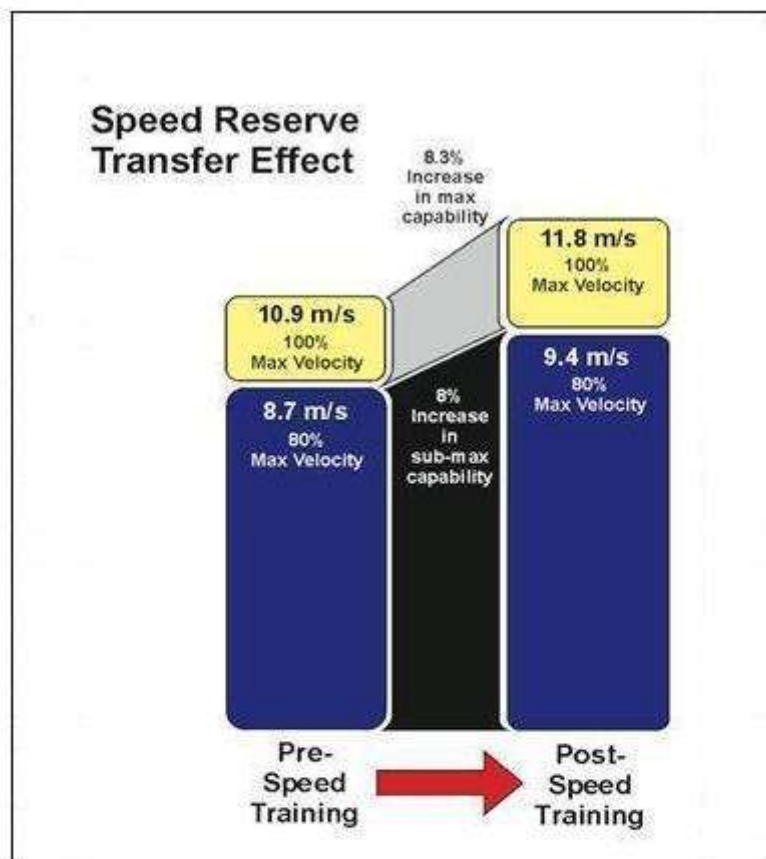 Speed Reserve
Transfer Effect
8.3%
Increase
in max
capability
11.8 m/s
100%
Max Velocity
10.9 m/s
100%
Max Velocity
9.4 m/s
80%
Max Velocity
8.7 m/s
80%
Max Velocity
8%
Increase
in
sub-max
capability
Pre-
Speed
Training
Post-
Speed
Training